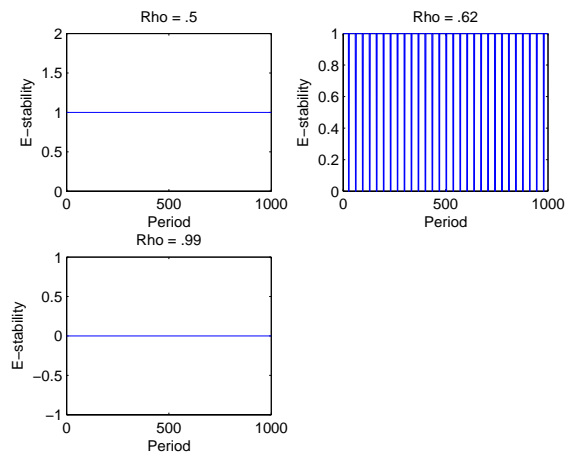 Rho = .5
2
1.5
1
0.5
0
E−stability
0
500
1000
Period
Rho = .62
1
0.8
0.6
0.4
0.2
0
E−stability
0
500
1000
Period
Rho = .99
1
0.5
0
−0.5
−1
E−stability
0
500
1000
Period